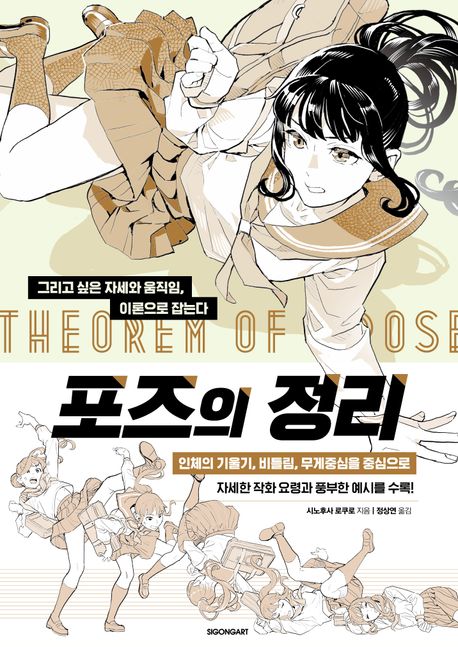 그리고 싶은 자세와 움직임,
이론으로 잡는다
THEOREM OF POSE
포즈의 정리
인체의 기울기, 비틀림, 무게중심을 중심으로
자세한 작화 요령과 풍부한 예시를 수록!
시노후사 로쿠로 지음 | 정상연 옮김
SIGONGART